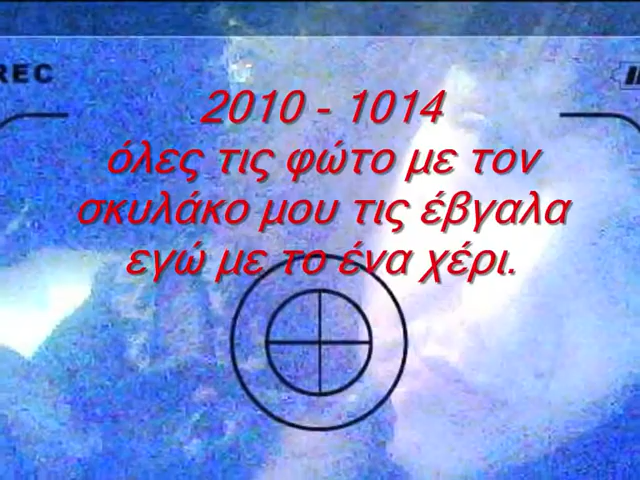 REC
2010 - 1014
όλες τις φώτο με τον
σκυλάκο μου τις έβγαλα
εγώ με το ένα χέρι.